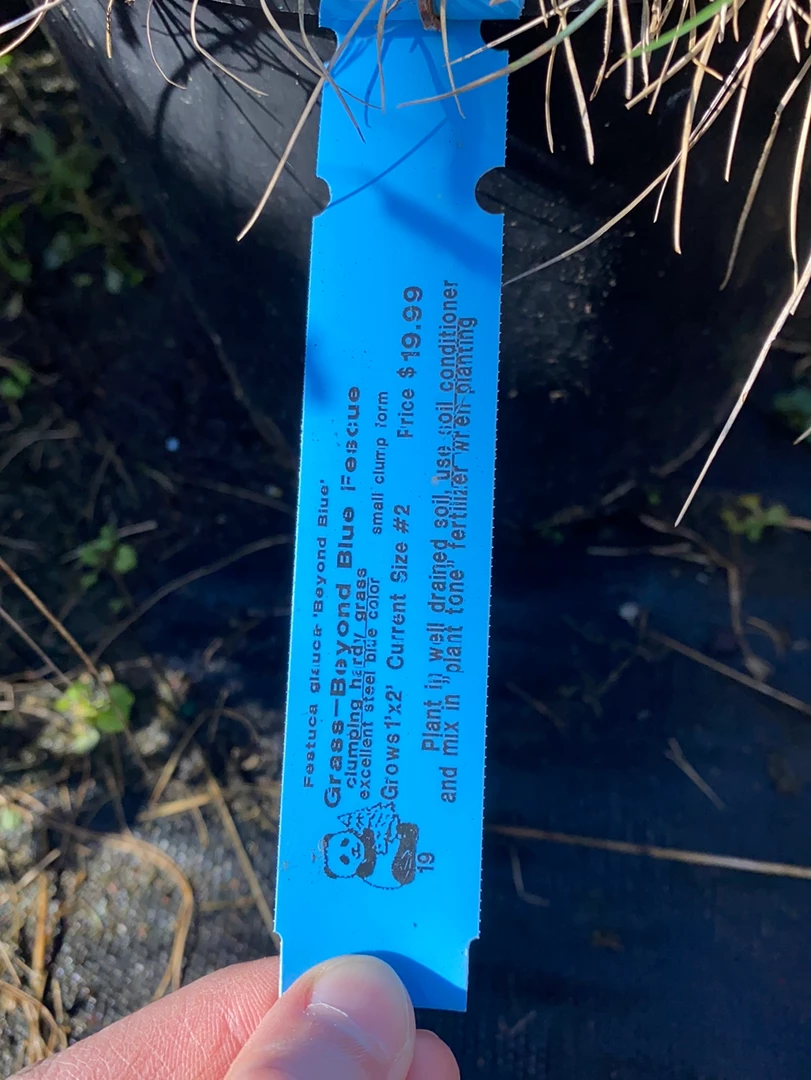 Festuca glauca 'Beyond Blue'
Grass-Beyond Blue Fescue
clumping hardy grass small clump form
excellent steel blue color
Grows 1'x2' Current Size #2 Price $19.99
Plant in well drained soil, use soil conditioner
and mix in "plant tone" fertilizer when planting
19